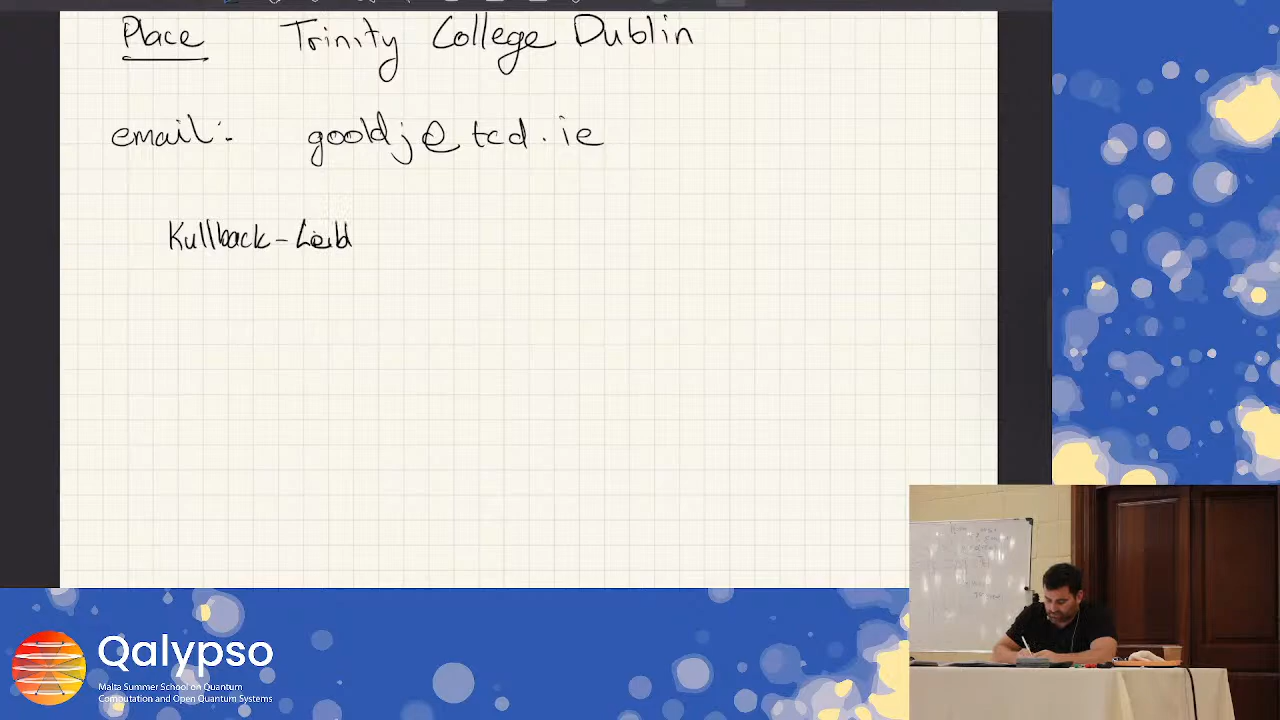 Place Trinity College Dublin
email:- gooldj@tcd.ie
Kullback-Leib
Qalypso
Malta Summer School on Quantum
Computation and Open Quantum Systems